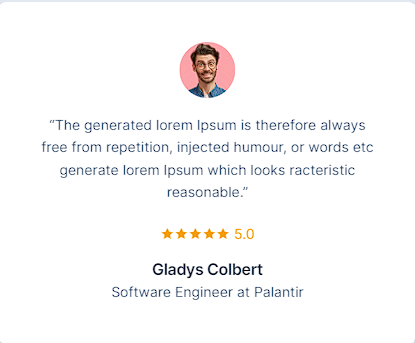 “The generated lorem Ipsum is therefore always
free from repetition, injected humour, or words etc
generate lorem Ipsum which looks racteristic
reasonable.”
5.0
Gladys Colbert
Software Engineer at Palantir